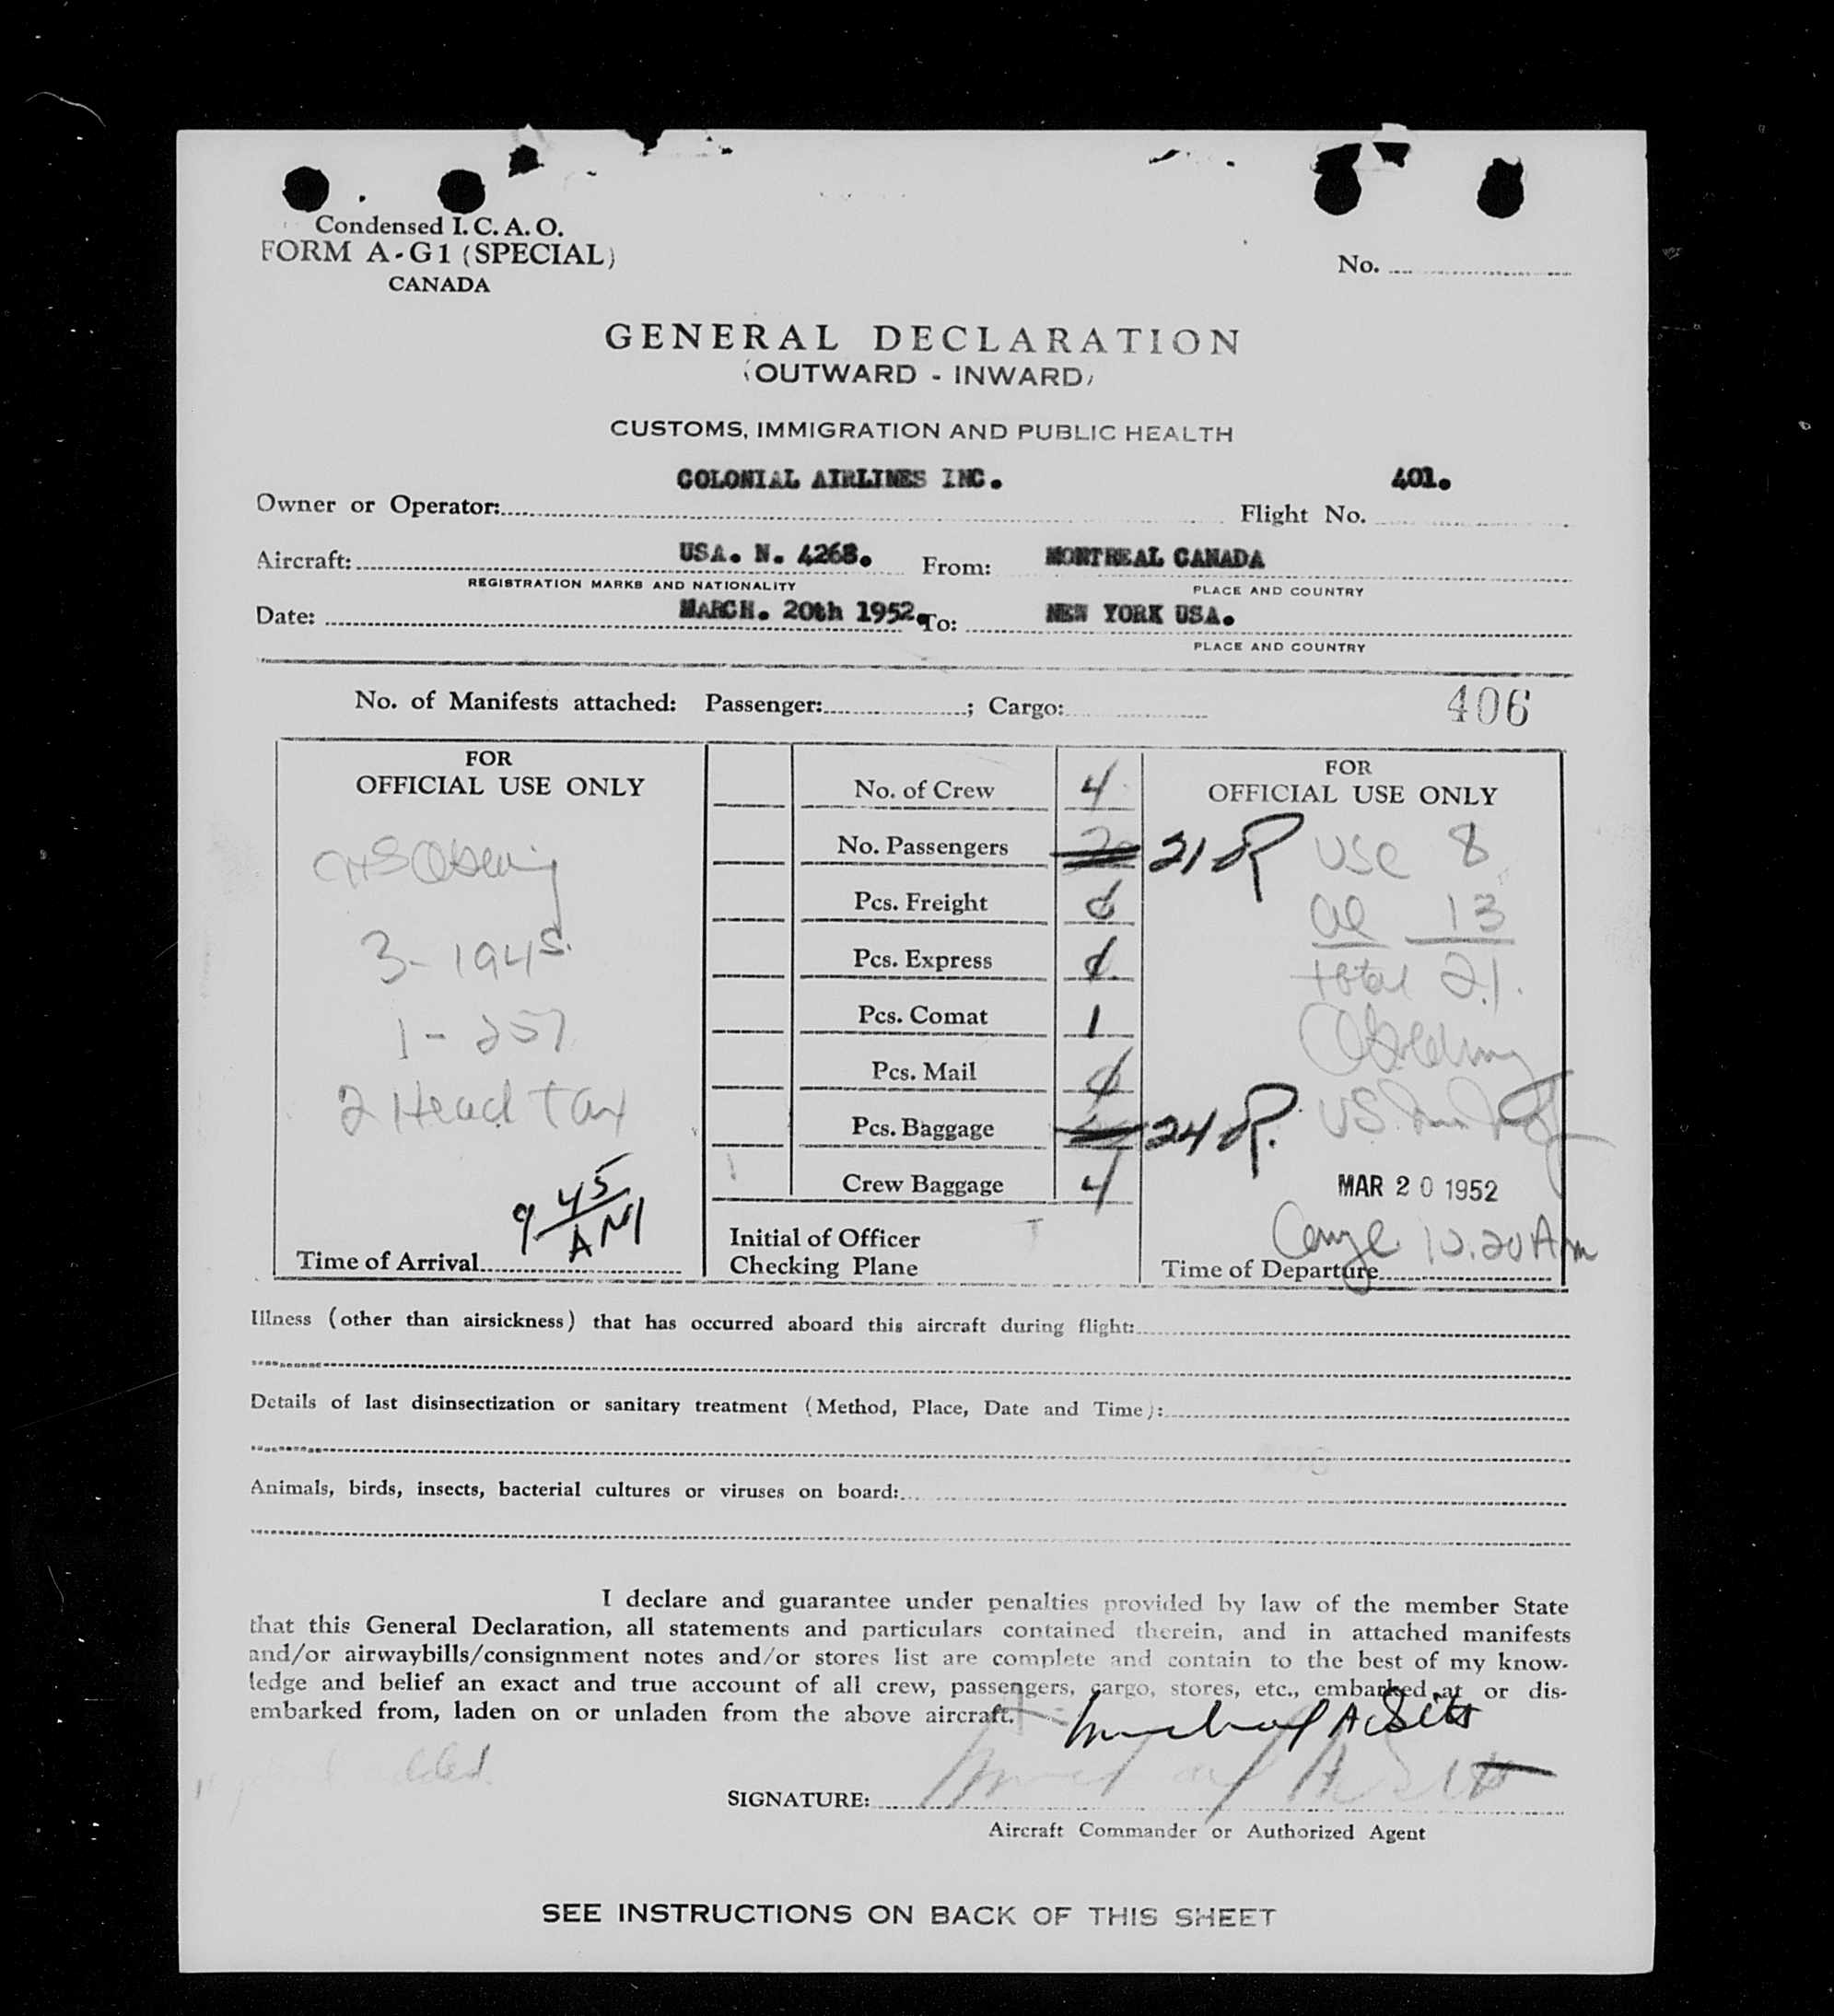 Condensed I. C. A. O.
FORM A-G1 (SPECIAL)
CANADA
No.
GENERAL DECLARATION
(OUTWARD - INWARD)
CUSTOMS, IMMIGRATION AND PUBLIC HEALTH
Owner or Operator: COLONIAL AIRLINES INC. Flight No. 401.
Aircraft: USA. N. 4268. From: MONTREAL CANADA
REGISTRATION MARKS AND NATIONALITY PLACE AND COUNTRY
Date: MARCH. 20th 1952. To: NEW YORK USA.
PLACE AND COUNTRY
No. of Manifests attached: Passenger: ; Cargo: 406
FOR
OFFICIAL USE ONLY
3-1945
1-257
2 Head tax
9 45 AM
Time of Arrival
No. of Crew 4
No. Passengers 21
Pcs. Freight 0
Pcs. Express 0
Pcs. Comat 1
Pcs. Mail 0
Pcs. Baggage 24
Crew Baggage 4
Initial of Officer
Checking Plane
FOR
OFFICIAL USE ONLY
USC 8
al 13
total 21.
US
MAR 20 1952
10.20 Am
Time of Departure
Illness (other than airsickness) that has occurred aboard this aircraft during flight:
Details of last disinsectization or sanitary treatment (Method, Place, Date and Time):
Animals, birds, insects, bacterial cultures or viruses on board:
I declare and guarantee under penalties provided by law of the member State
that this General Declaration, all statements and particulars contained therein, and in attached manifests
and/or airwaybills/consignment notes and/or stores list are complete and contain to the best of my know-
ledge and belief an exact and true account of all crew, passengers, cargo, stores, etc., embarked at or dis-
embarked from, laden on or unladen from the above aircraft.
SIGNATURE:
Aircraft Commander or Authorized Agent
SEE INSTRUCTIONS ON BACK OF THIS SHEET